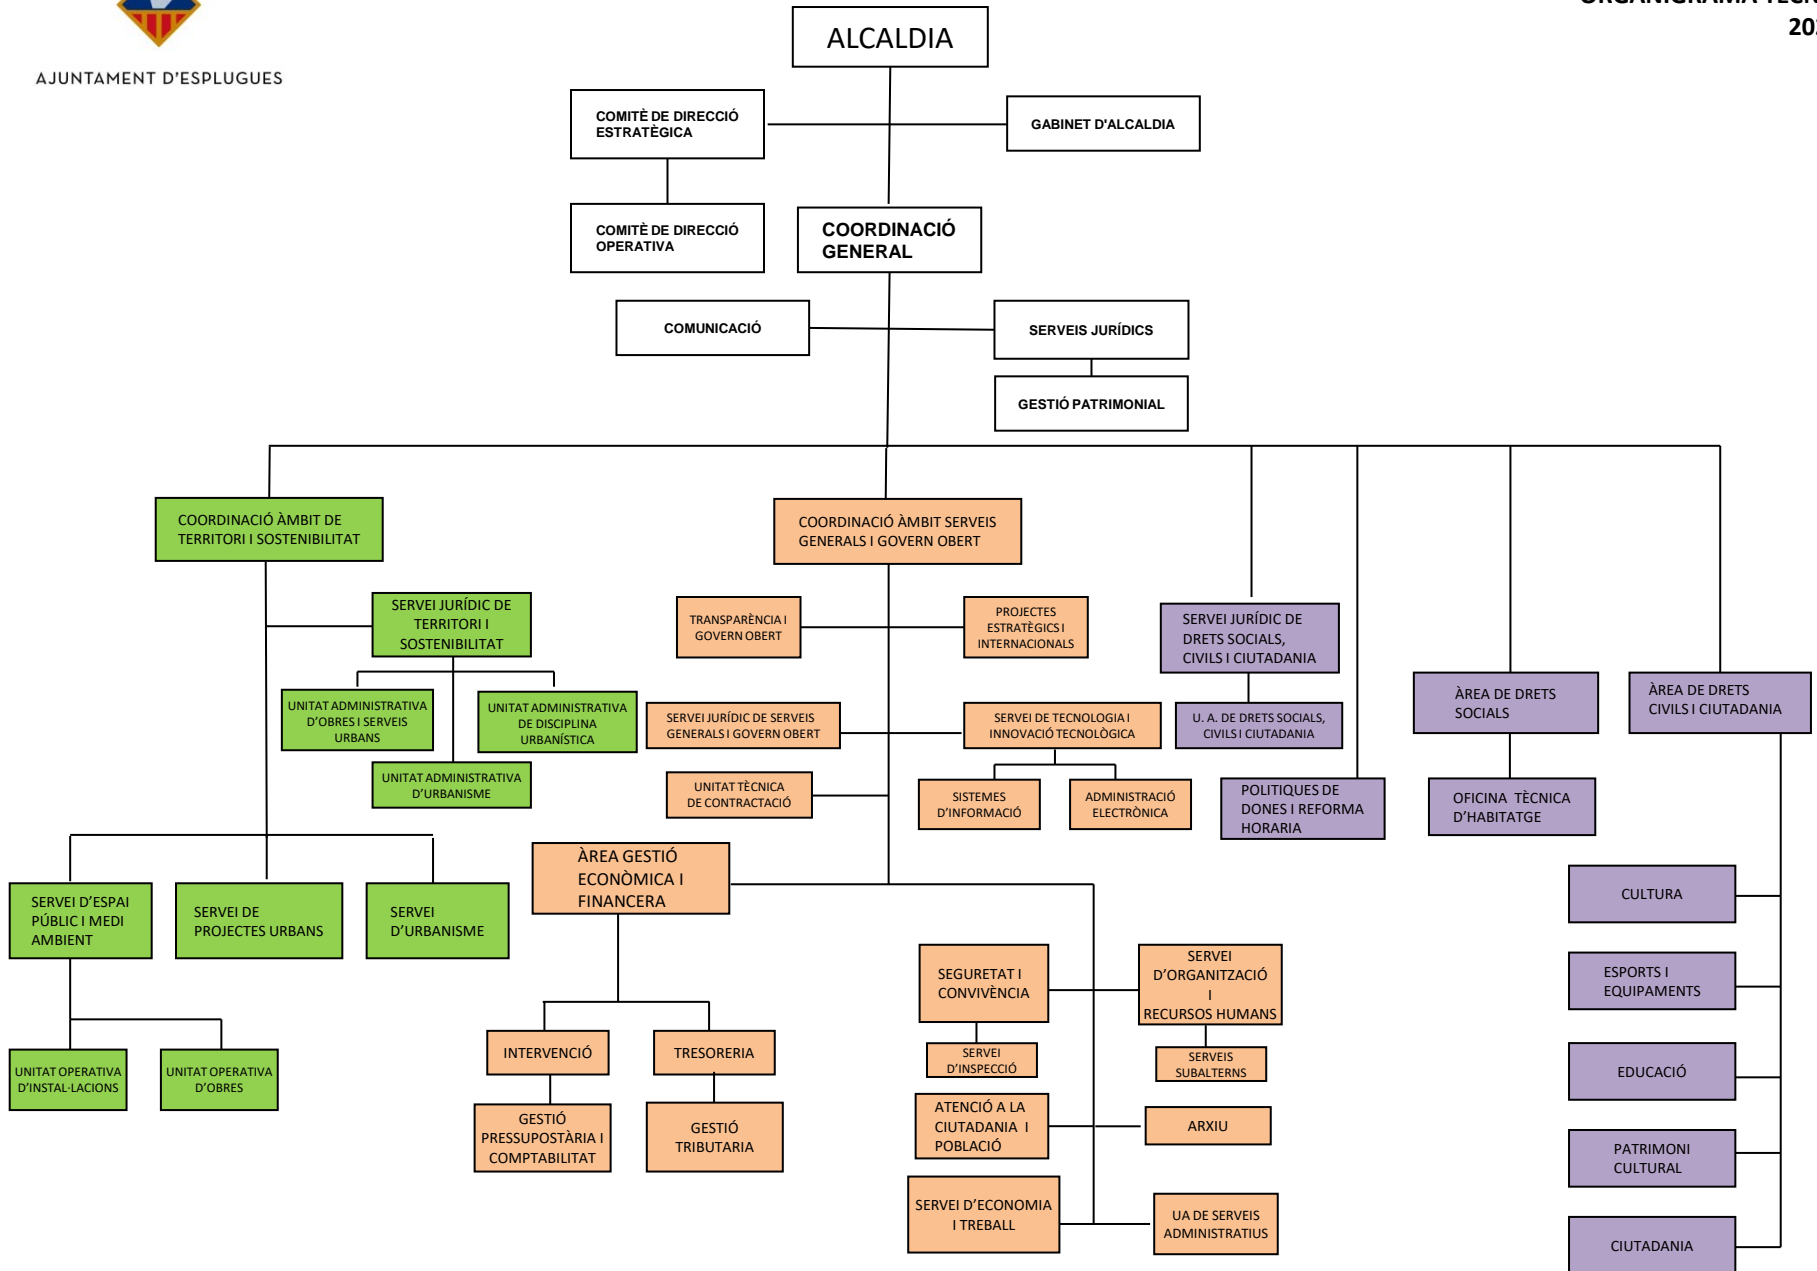 ORGANIGRAMA
AJUNTAMENT D'ESPLUGUES
ALCALDIA
COMITÈ DE DIRECCIÓ
ESTRATÈGICA
GABINET D'ALCALDIA
COMITÈ DE DIRECCIÓ
OPERATIVA
COORDINACIÓ
GENERAL
COMUNICACIÓ
SERVEIS JURÍDICS
GESTIÓ PATRIMONIAL
COORDINACIÓ ÀMBIT DE
TERRITORI I SOSTENIBILITAT
COORDINACIÓ ÀMBIT SERVEIS
GENERALS I GOVERN OBERT
SERVEI JURÍDIC DE
TERRITORI I
SOSTENIBILITAT
TRANSPARÈNCIA I
GOVERN OBERT
PROJECTES
ESTRATÈGICS I
INTERNACIONALS
SERVEI JURÍDIC DE
DRETS SOCIALS,
CIVILS I CIUTADANIA
UNITAT ADMINISTRATIVA
D'OBRES I SERVEIS
URBANS
UNITAT ADMINISTRATIVA
DE DISCIPLINA
URBANÍSTICA
UNITAT ADMINISTRATIVA
D'URBANISME
SERVEI JURÍDIC DE SERVEIS
GENERALS I GOVERN OBERT
SERVEI DE TECNOLOGIA I
INNOVACIÓ TECNOLÒGICA
U. A. DE DRETS SOCIALS,
CIVILS I CIUTADANIA
ÀREA DE DRETS
SOCIALS
ÀREA DE DRETS
CIVILS I CIUTADANIA
UNITAT TÈCNICA
DE CONTRACTACIÓ
SISTEMES
D'INFORMACIÓ
ADMINISTRACIÓ
ELECTRÒNICA
POLITIQUES DE
DONES I REFORMA
HORARIA
OFICINA TÈCNICA
D'HABITATGE
SERVEI D'ESPAI
PÚBLIC I MEDI
AMBIENT
SERVEI DE
PROJECTES URBANS
SERVEI
D'URBANISME
ÀREA GESTIÓ
ECONÒMICA I
FINANCERA
CULTURA
SEGURETAT I
CONVIVÈNCIA
SERVEI
D'ORGANITZACIÓ
I
RECURSOS HUMANS
ESPORTS I
EQUIPAMENTS
UNITAT OPERATIVA
D'INSTAL·LACIONS
UNITAT OPERATIVA
D'OBRES
INTERVENCIÓ
TRESORERIA
SERVEI
D'INSPECCIÓ
SERVEIS
SUBALTERNS
EDUCACIÓ
GESTIÓ
PRESSUPOSTÀRIA I
COMPTABILITAT
GESTIÓ
TRIBUTARIA
ATENCIÓ A LA
CIUTADANIA I
POBLACIÓ
ARXIU
PATRIMONI
CULTURAL
SERVEI D'ECONOMIA
I TREBALL
UA DE SERVEIS
ADMINISTRATIUS
CIUTADANIA